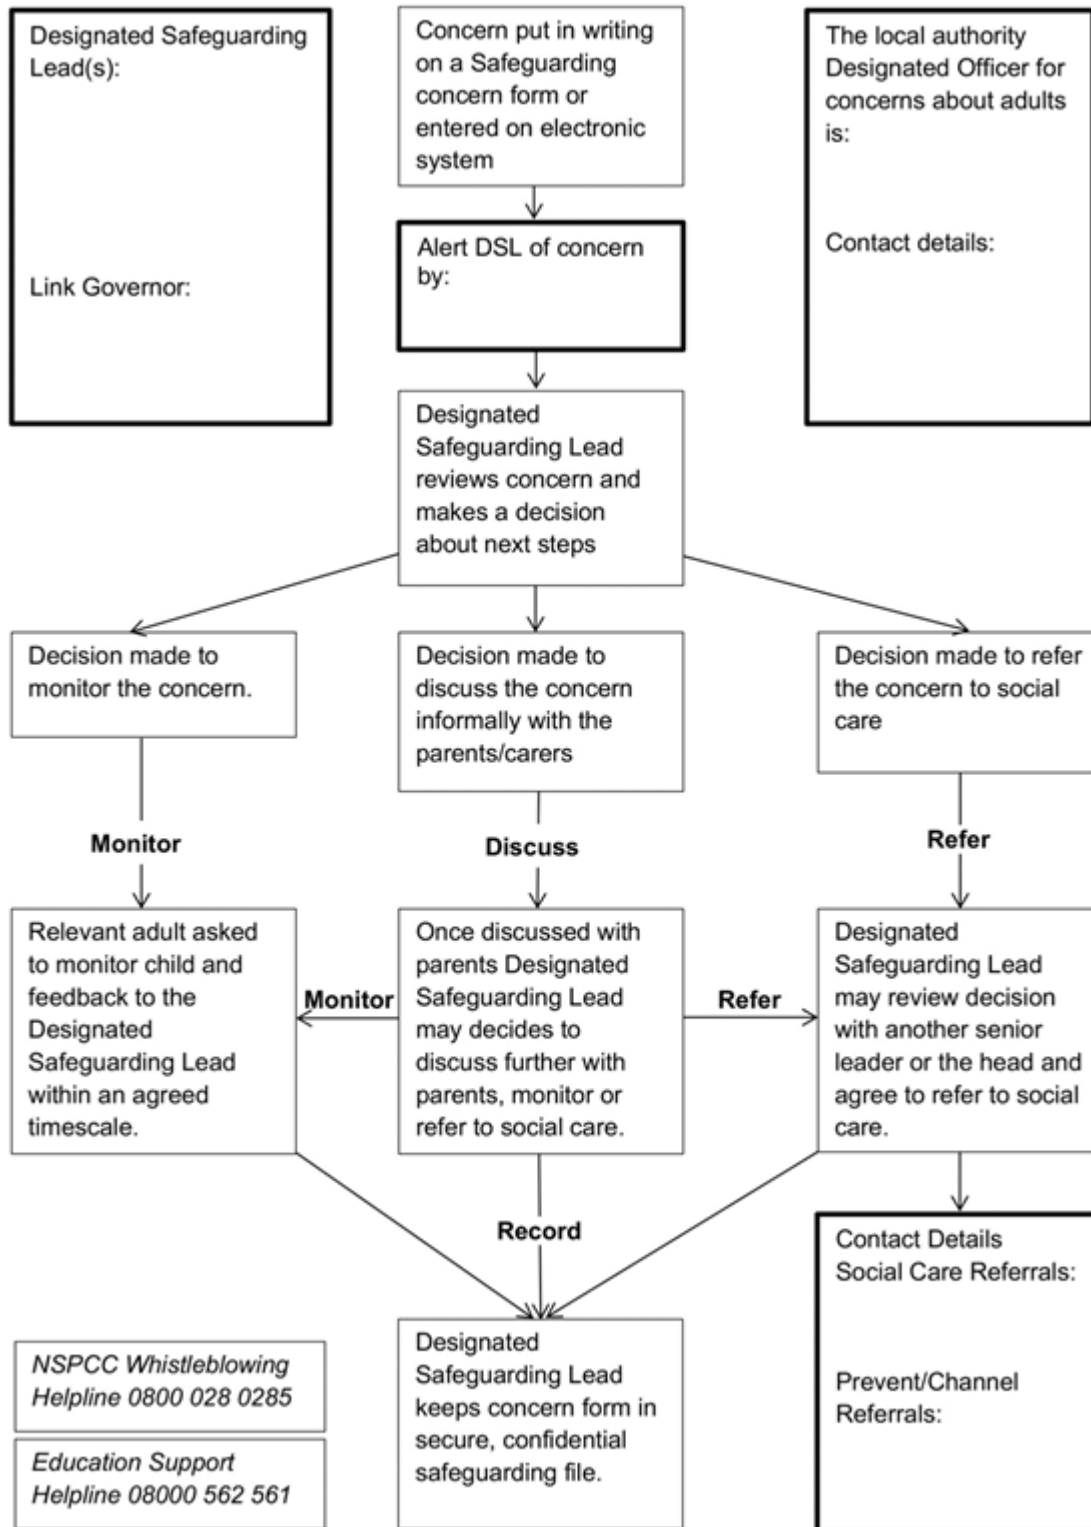 Designated Safeguarding
Lead(s):
Link Governor:
Concern put in writing
on a Safeguarding
concern form or
entered on electronic
system
The local authority
Designated Officer for
concerns about adults
is:
Contact details:
Alert DSL of concern
by:
Designated
Safeguarding Lead
reviews concern and
makes a decision
about next steps
Decision made to
monitor the concern.
Decision made to
discuss the concern
informally with the
parents/carers
Decision made to refer
the concern to social
care
Monitor
Discuss
Refer
Relevant adult asked
to monitor child and
feedback to the
Designated
Safeguarding Lead
within an agreed
timescale.
Monitor
Once discussed with
parents Designated
Safeguarding Lead
may decides to
discuss further with
parents, monitor or
refer to social care.
Refer
Designated
Safeguarding Lead
may review decision
with another senior
leader or the head and
agree to refer to social
care.
Record
Contact Details
Social Care Referrals:
Prevent/Channel
Referrals:
Designated
Safeguarding Lead
keeps concern form in
secure, confidential
safeguarding file.
NSPCC Whistleblowing
Helpline 0800 028 0285
Education Support
Helpline 08000 562 561